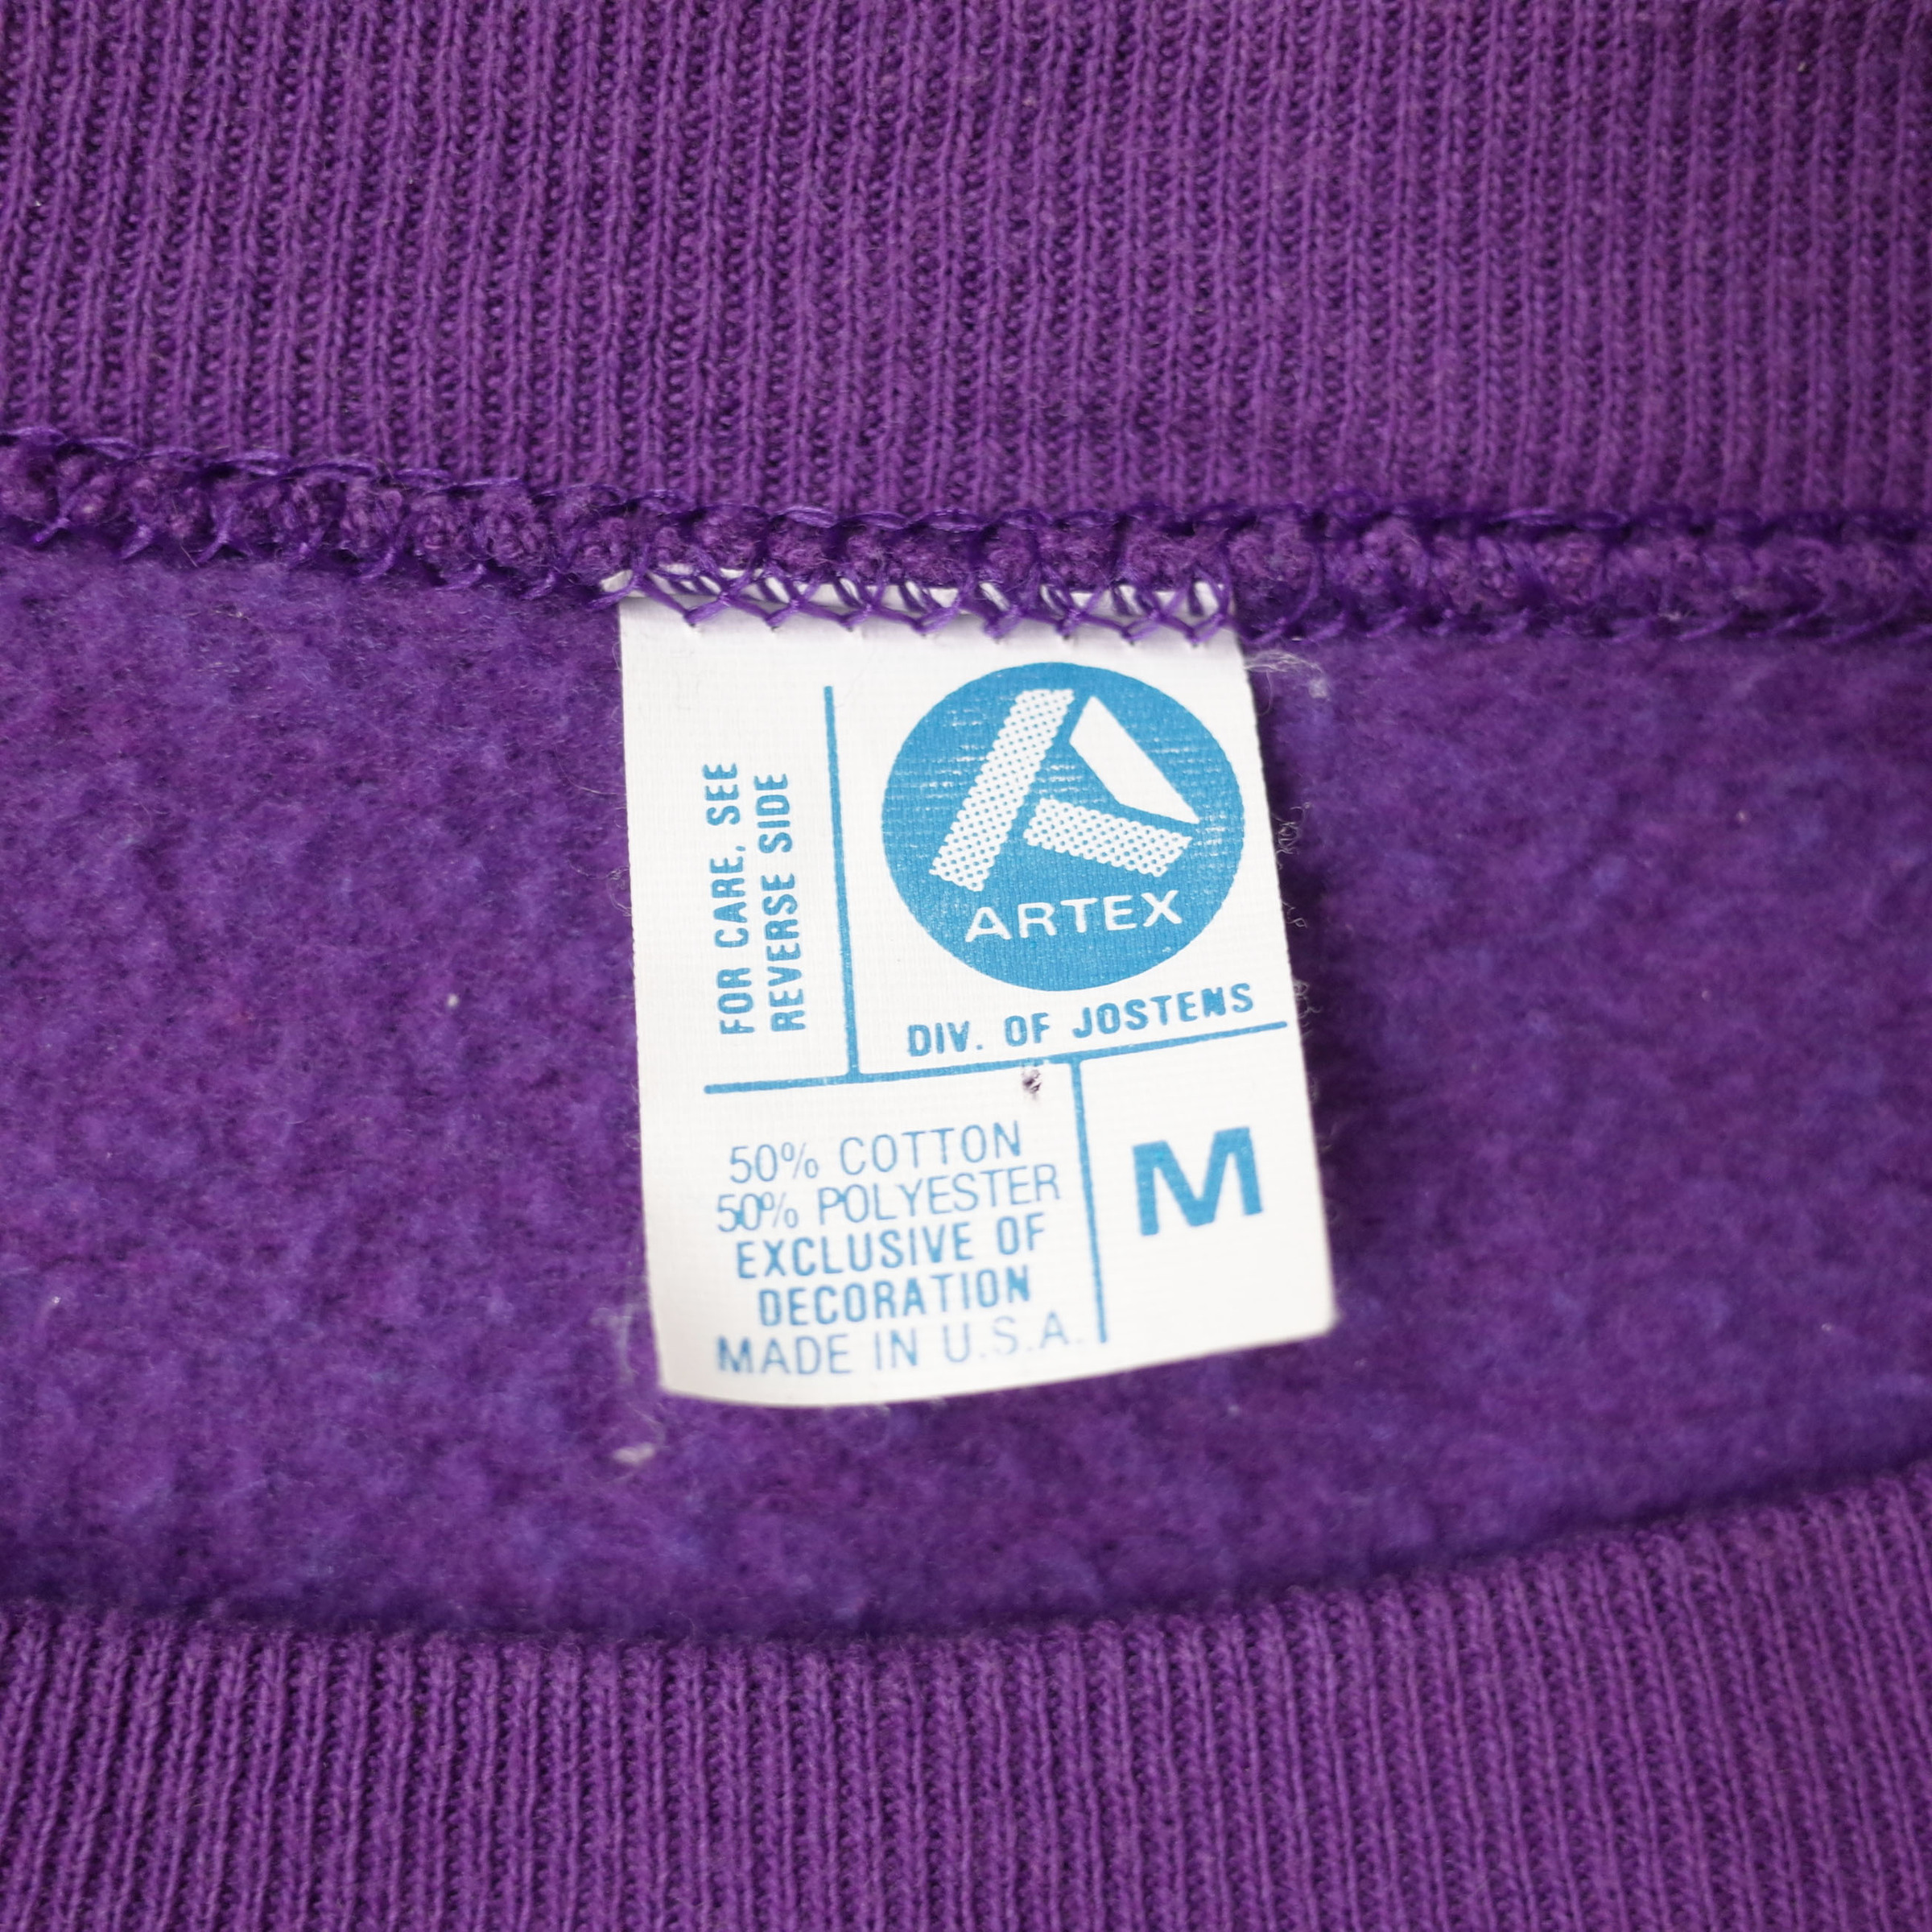 FOR CARE, SEE
REVERSE SIDE
ARTEX
DIV. OF JOSTENS
50% COTTON
50% POLYESTER
EXCLUSIVE OF
DECORATION
MADE IN U.S.A.
M